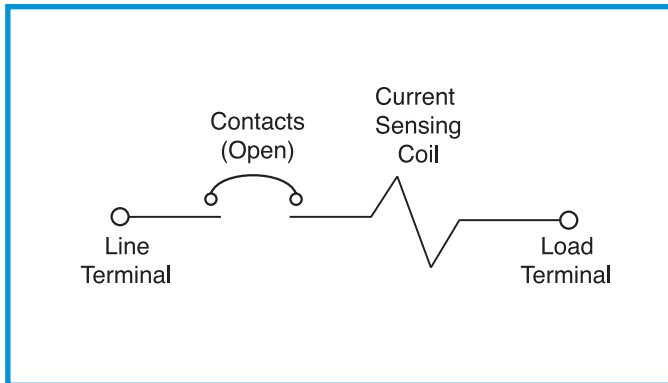 Contacts
(Open)
Current
Sensing
Coil
Line
Terminal
Load
Terminal